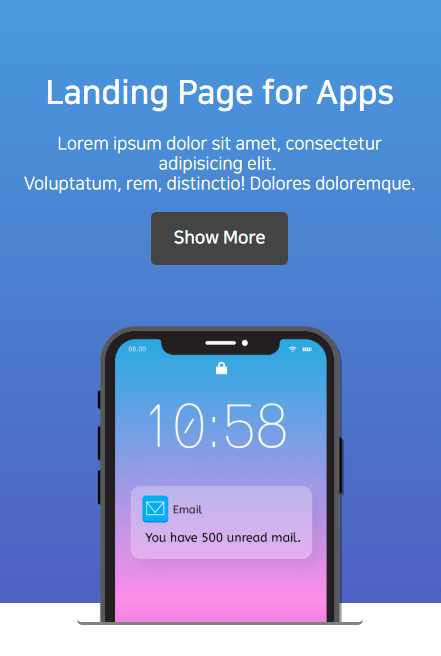 Landing Page for Apps
Lorem ipsum dolor sit amet, consectetur
adipisicing elit.
Voluptatum, rem, distinctio! Dolores doloremque.
Show More
08.00
10:58
Email
You have 500 unread mail.